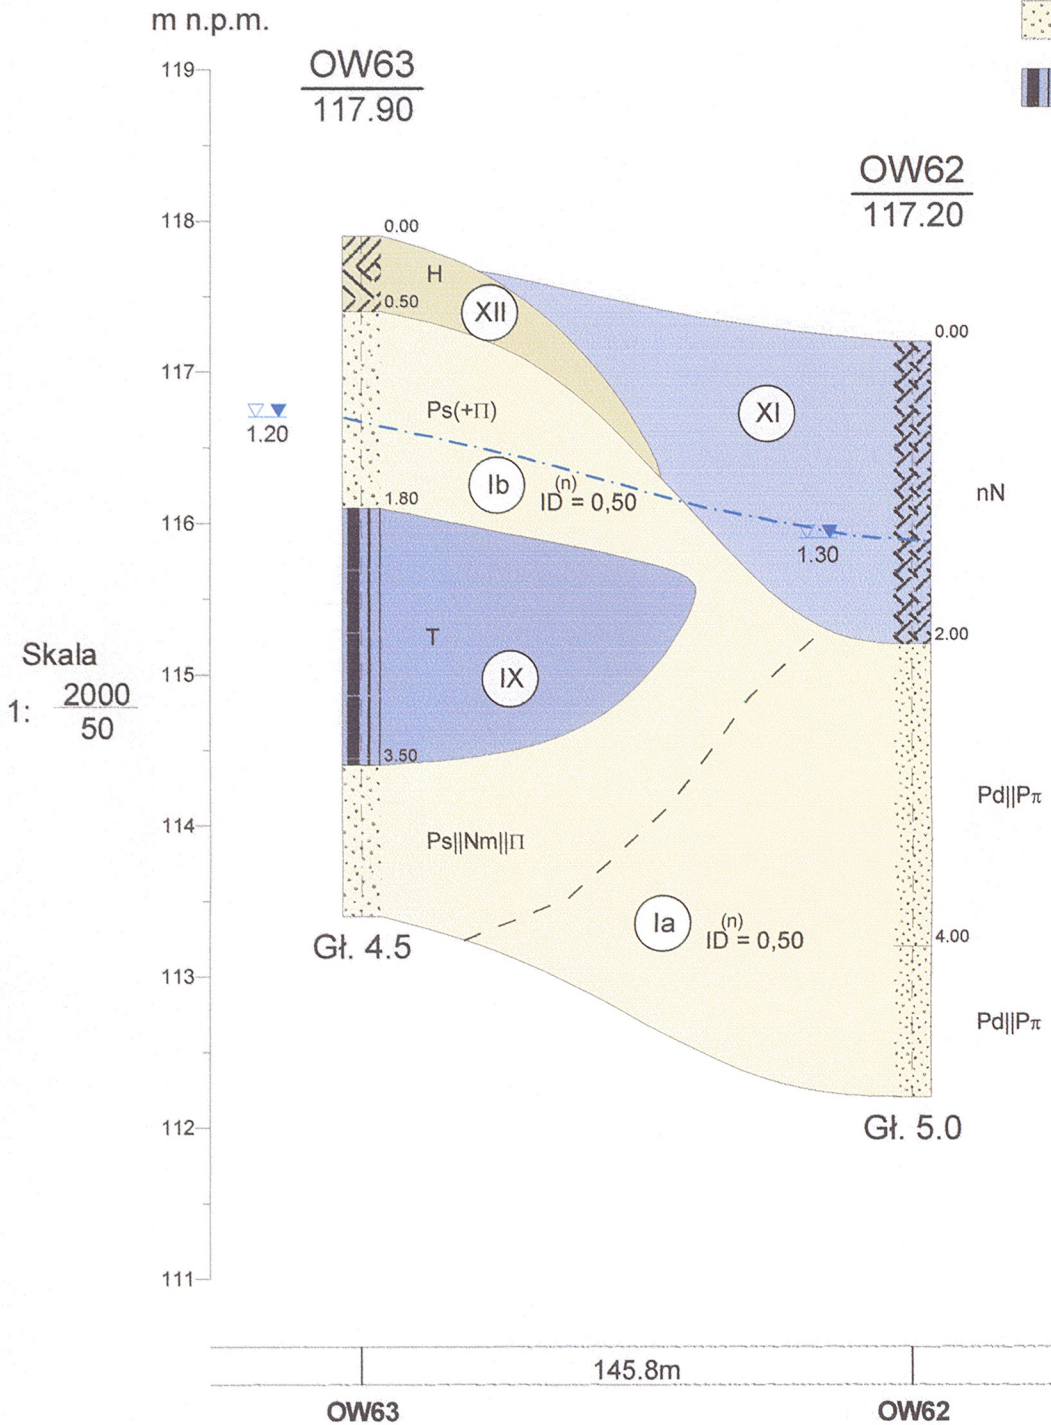 m n.p.m.
119
118
117
116
115
114
113
112
111
Skala
1: 2000
50
OW63
117.90
OW62
117.20
0.00
H
0.50
XII
0.00
XI
Ps(+Π)
1.20
Ib
(n)
ID = 0,50
1.80
nN
1.30
T
2.00
IX
3.50
Pd||Pπ
Ps||Nm||Π
Ia
(n)
ID = 0,50
4.00
Gł. 4.5
Pd||Pπ
Gł. 5.0
145.8m
OW63
OW62